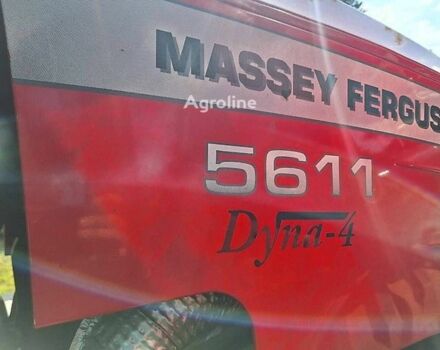 MASSEY FERGUS
Agroline
5611
Dyna-4